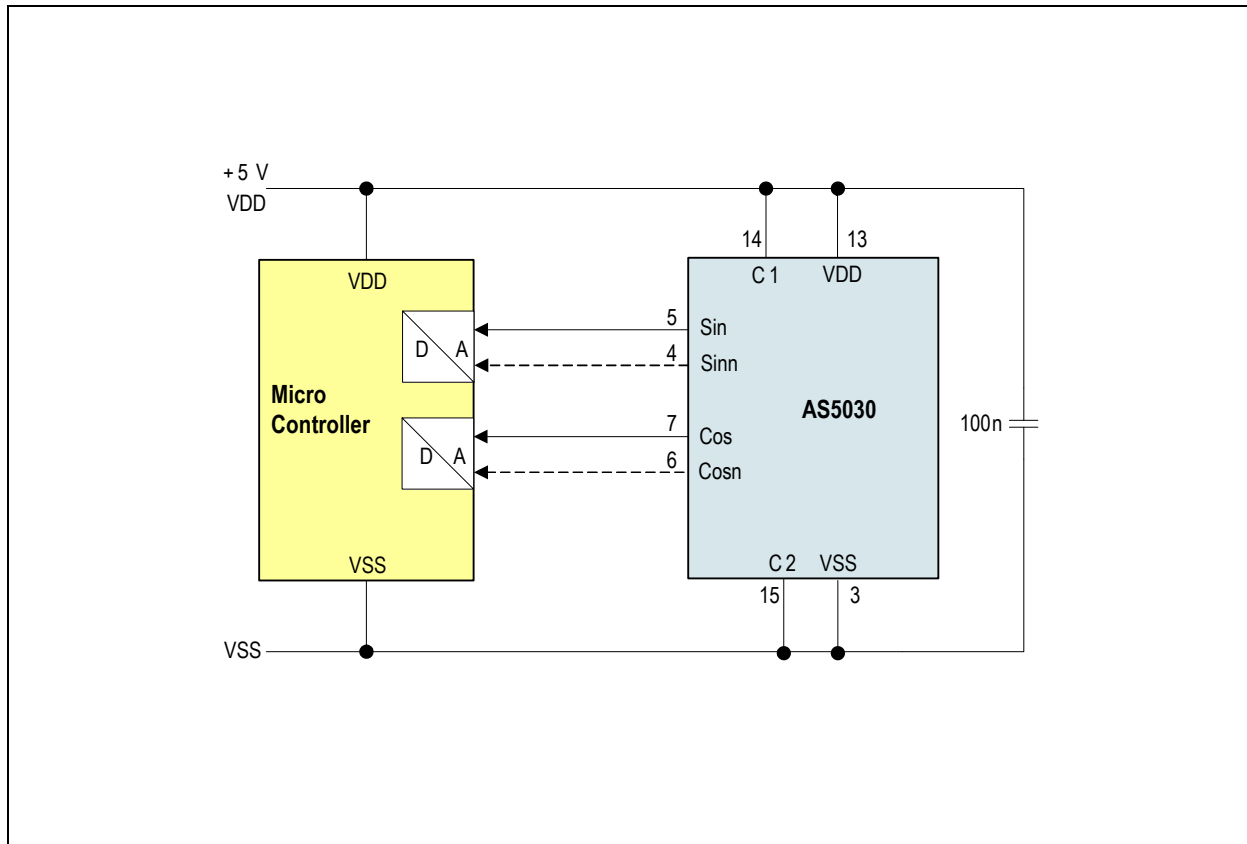 +5 V
VDD
14
13
VDD
C1
VDD
5
Sin
D
A
4
Sinn
Micro
Controller
AS5030
7
Cos
100n
D
A
6
Cosn
VSS
C2
VSS
15
3
VSS